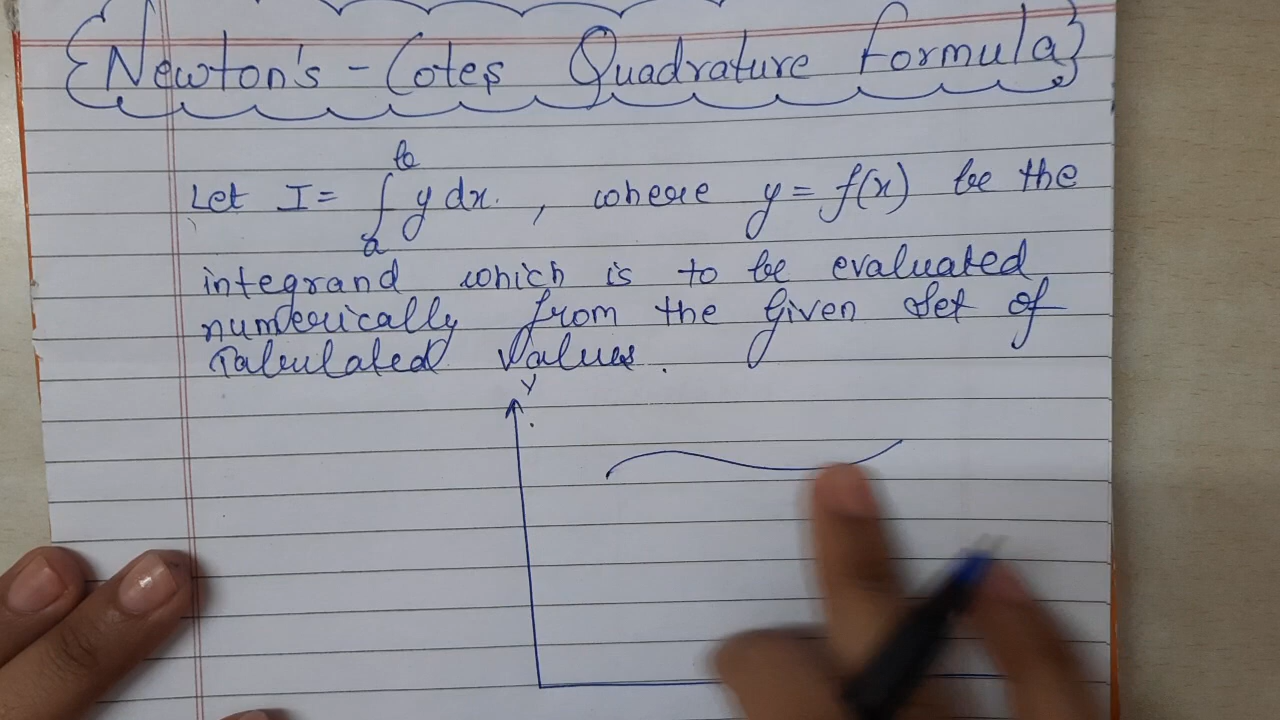 Newton's - Cotes Quadrature formula
Let I = ∫_a^b y dx. , where y = f(x) be the
integrand which is to be evaluated
numerically from the given set of
Tabulated values.
Y